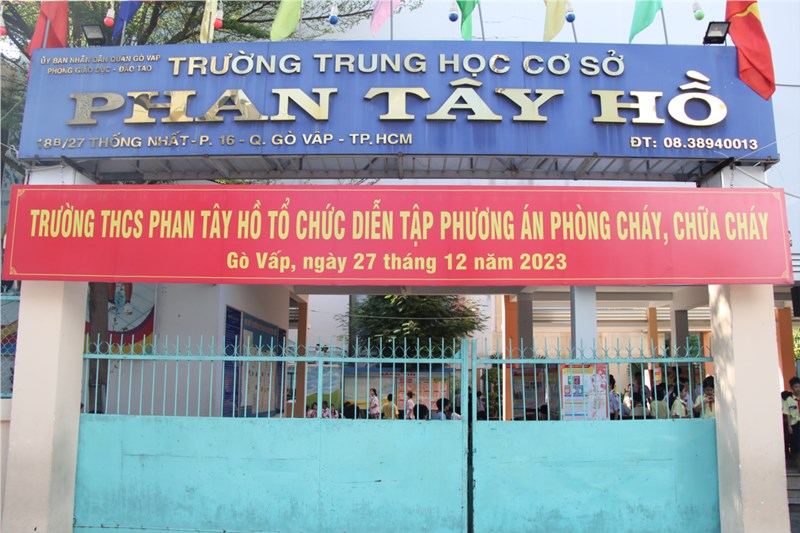 ỦY BAN NHÂN DÂN QUẬN GÒ VẤP
PHÒNG GIÁO DỤC - ĐÀO TẠO
TRƯỜNG TRUNG HỌC CƠ SỞ
PHAN TÂY HỒ
18B/27 THỐNG NHẤT - P. 16 - Q. GÒ VẤP - TP. HCM
ĐT: 08.38940013
TRƯỜNG THCS PHAN TÂY HỒ TỔ CHỨC DIỄN TẬP PHƯƠNG ÁN PHÒNG CHÁY, CHỮA CHÁY
Gò Vấp, ngày 27 tháng 12 năm 2023